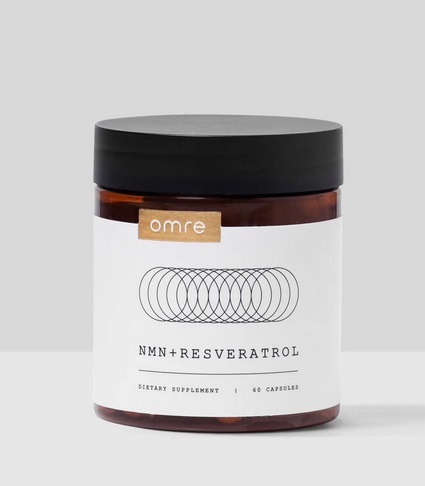 omre
NMN+RESVERATROL
DIETARY SUPPLEMENT | 60 CAPSULES